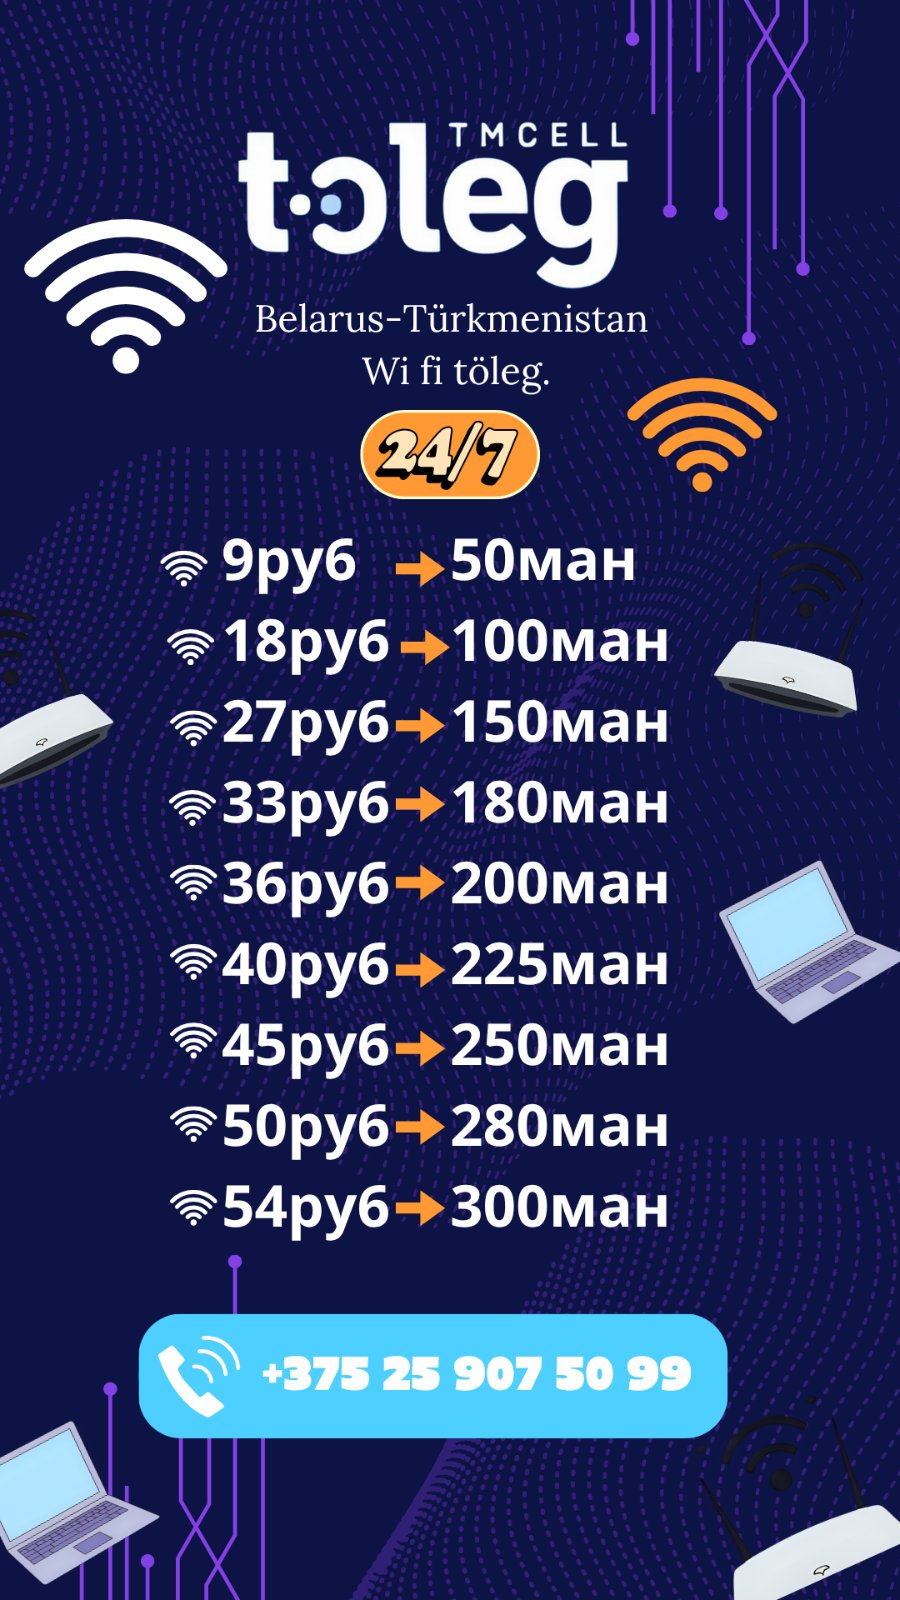 TMCELL
töleg
Belarus-Türkmenistan
Wi fi töleg.
24/7
9руб 50ман
18руб 100ман
27руб 150ман
33руб 180ман
36руб 200ман
40руб 225ман
45руб 250ман
50руб 280ман
54руб 300ман
+375 25 907 50 99